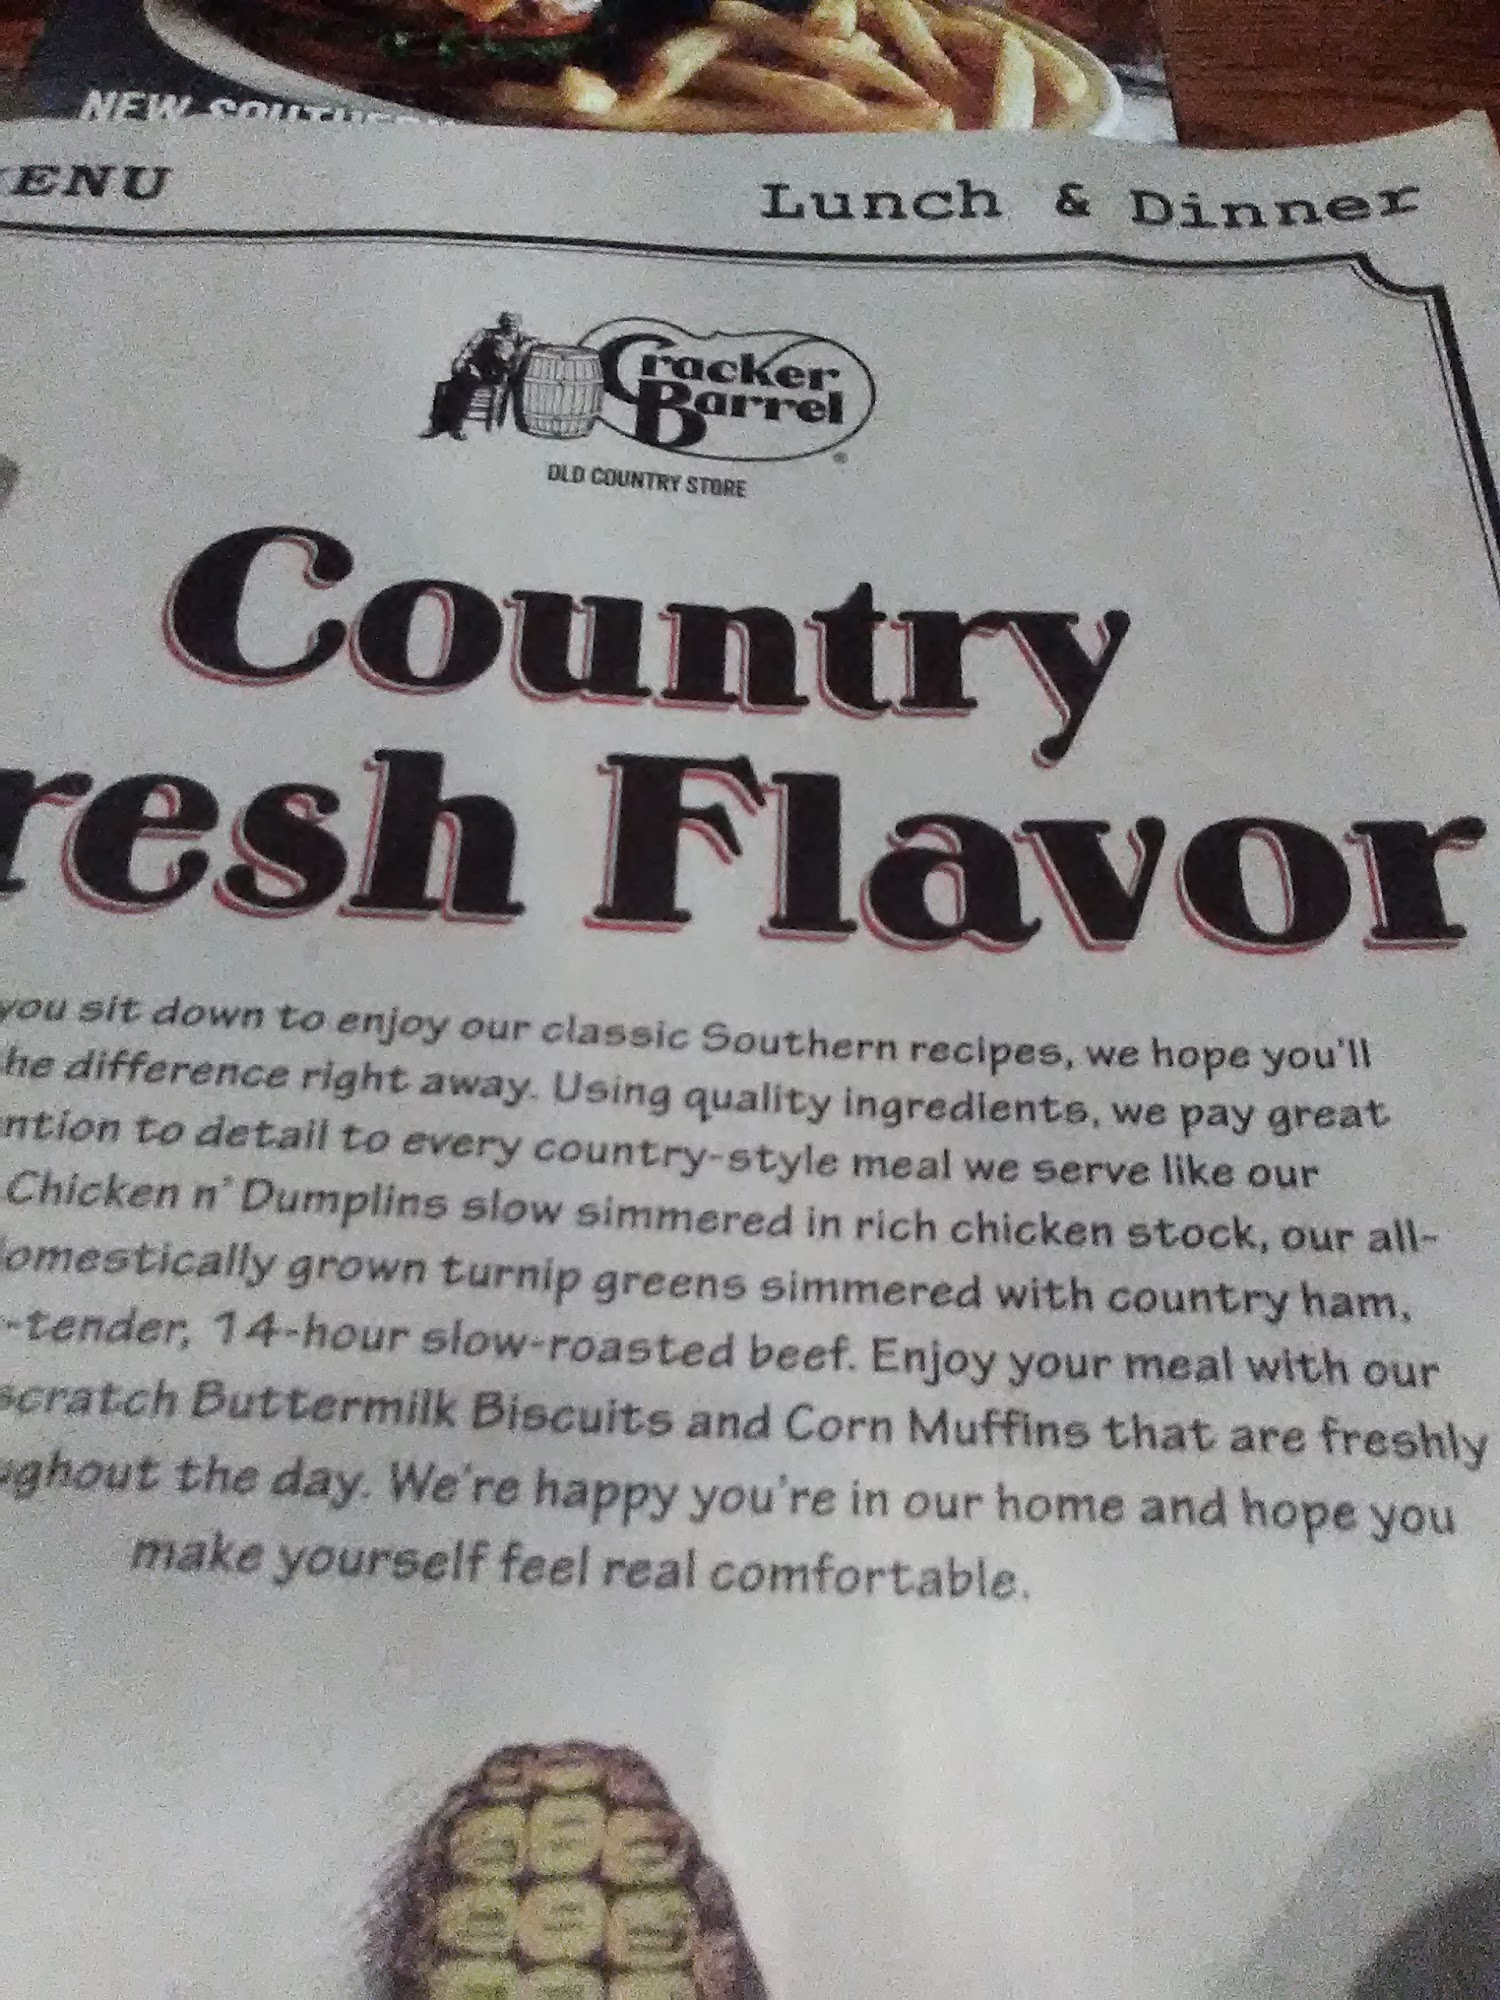 NEW SOUTHERN
ENU
Lunch & Dinner
Cracker
Barrel
®
OLD COUNTRY STORE
Country
resh Flavor
you sit down to enjoy our classic Southern recipes, we hope you'll
he difference right away. Using quality ingredients, we pay great
ntion to detail to every country-style meal we serve like our
Chicken n' Dumplins slow simmered in rich chicken stock, our all-
omestically grown turnip greens simmered with country ham,
-tender, 14-hour slow-roasted beef. Enjoy your meal with our
scratch Buttermilk Biscuits and Corn Muffins that are freshly
ughout the day. We're happy you're in our home and hope you
make yourself feel real comfortable.